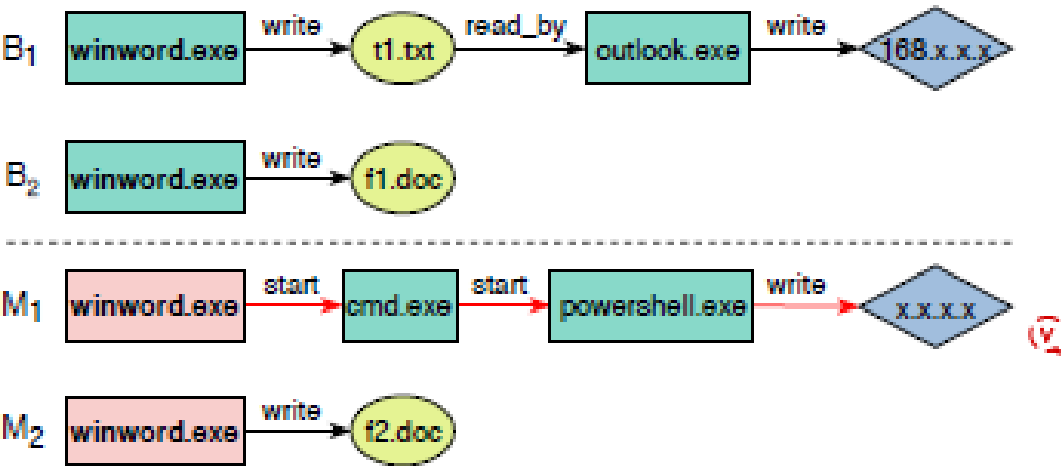 B1 winword.exe write t1.txt read_by outlook.exe write 168.x.x.x
B2 winword.exe write f1.doc
M1 winword.exe start cmd.exe start powershell.exe write x.x.x.x
M2 winword.exe write f2.doc